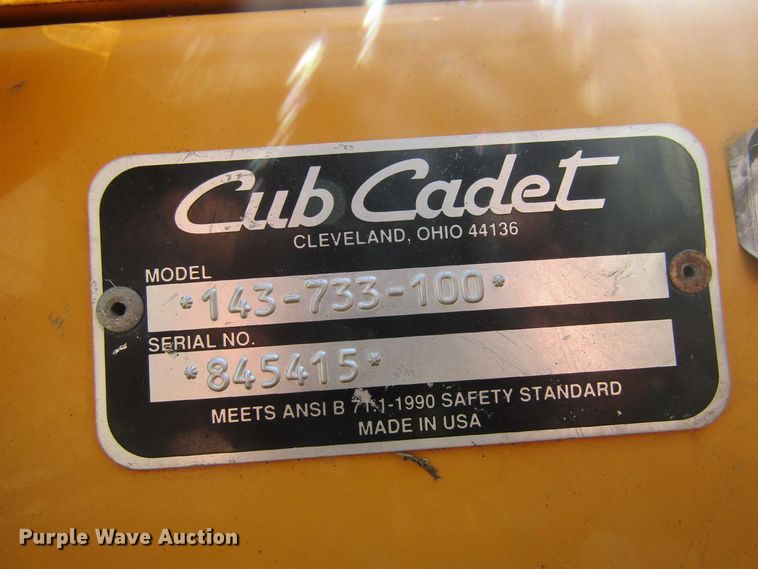 Cub Cadet
CLEVELAND, OHIO 44136
MODEL
*143-733-100*
SERIAL NO.
*845415*
MEETS ANSI B 71.1-1990 SAFETY STANDARD
MADE IN USA
Purple Wave Auction